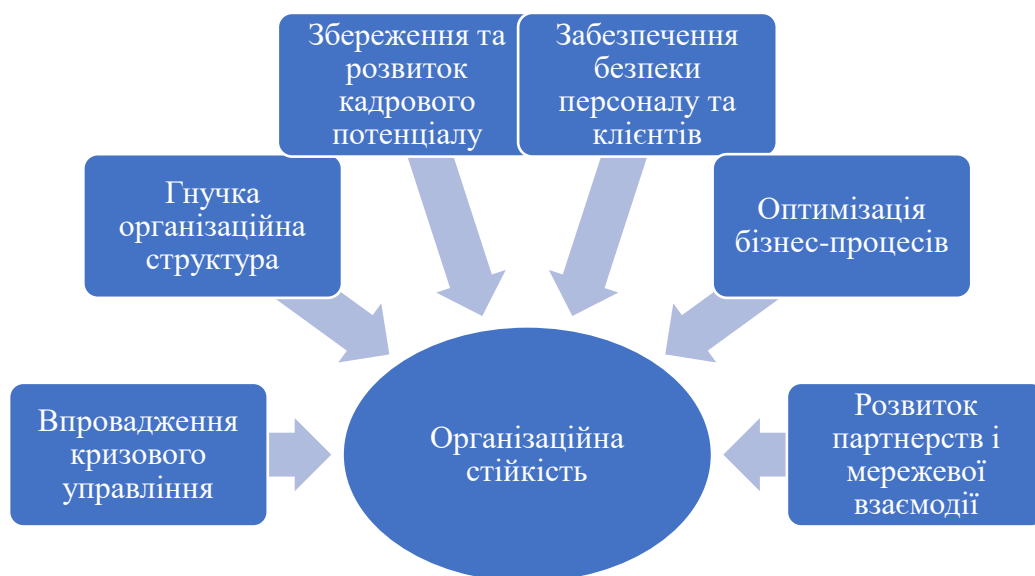 Збереження та
розвиток
кадрового
потенціалу
Забезпечення
безпеки
персоналу та
клієнтів
Гнучка
організаційна
структура
Оптимізація
бізнес-процесів
Впровадження
кризового
управління
Організаційна
стійкість
Розвиток
партнерств і
мережевої
взаємодії